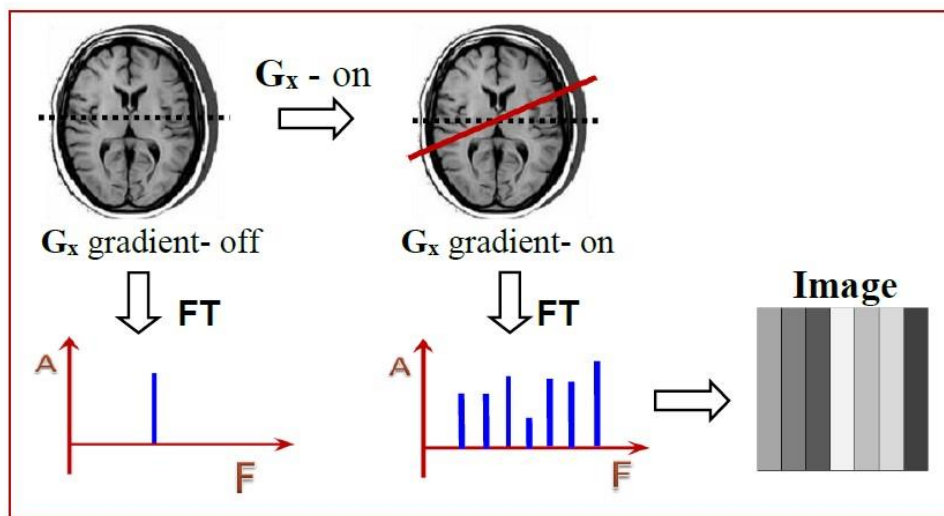 Gx - on
Gx gradient- off
Gx gradient- on
FT
FT
Image
A
F
A
F